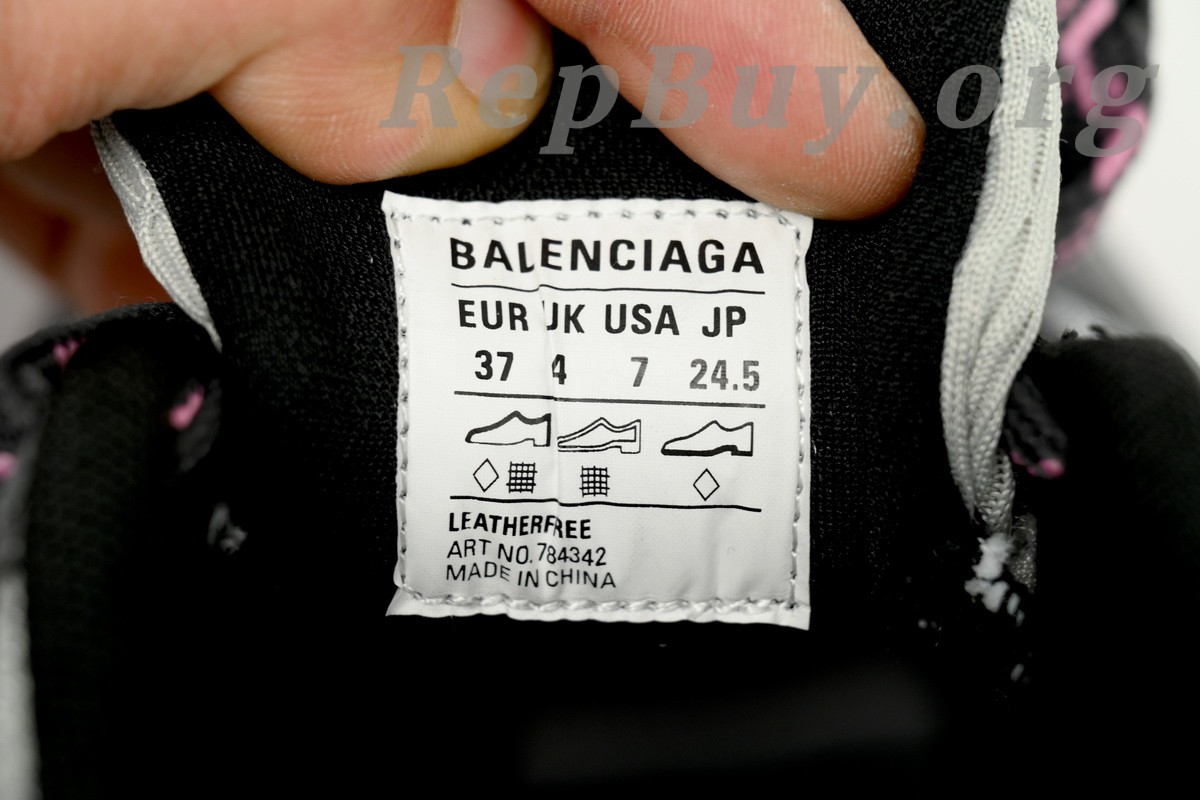 RepBuy.org
BALENCIAGA
EUR UK USA JP
37 4 7 24.5
LEATHERFREE
ART NO. 784342
MADE IN CHINA